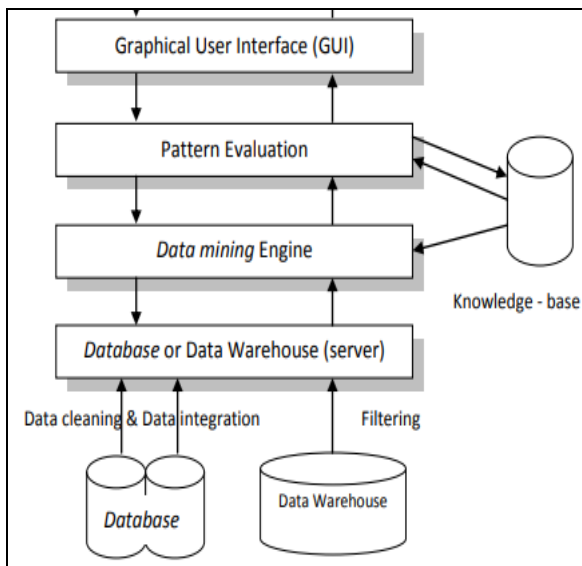 Graphical User Interface (GUI)
Pattern Evaluation
Data mining Engine
Knowledge - base
Database or Data Warehouse (server)
Data cleaning & Data integration
Filtering
Database
Data Warehouse